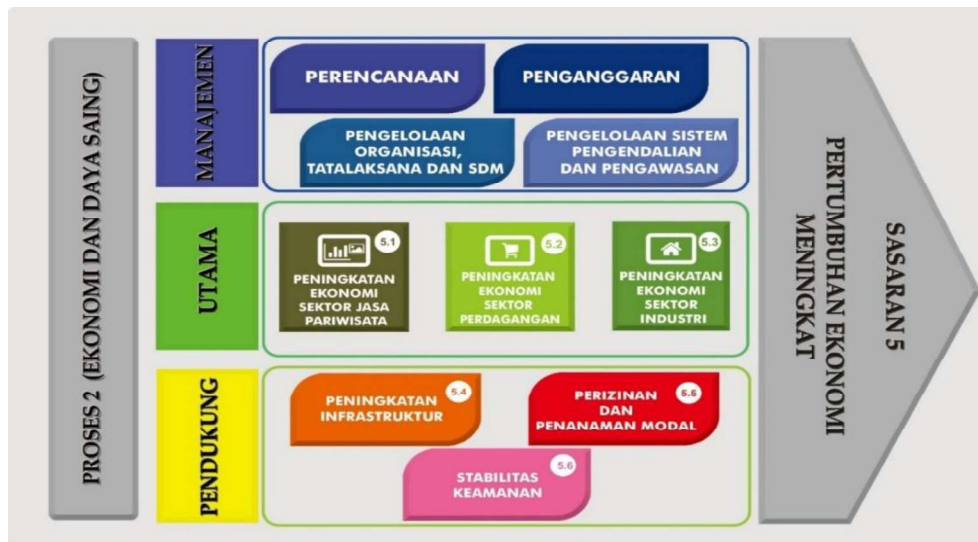 PROSES 2 (EKONOMI DAN DAYA SAING)
MANAJEMEN
PERENCANAAN
PENGANGGARAN
PENGELOLAAN
ORGANISASI,
TATALAKSANA DAN SDM
PENGELOLAAN SISTEM
PENGENDALIAN
DAN PENGAWASAN
UTAMA
5.1
PENINGKATAN
EKONOMI
SEKTOR JASA
PARIWISATA
5.2
PENINGKATAN
EKONOMI
SEKTOR
PERDAGANGAN
5.3
PENINGKATAN
EKONOMI
SEKTOR
INDUSTRI
PENDUKUNG
5.4
PENINGKATAN
INFRASTRUKTUR
5.5
PERIZINAN
DAN
PENANAMAN MODAL
5.6
STABILITAS
KEAMANAN
SASARAN 5
PERTUMBUHAN EKONOMI
MENINGKAT